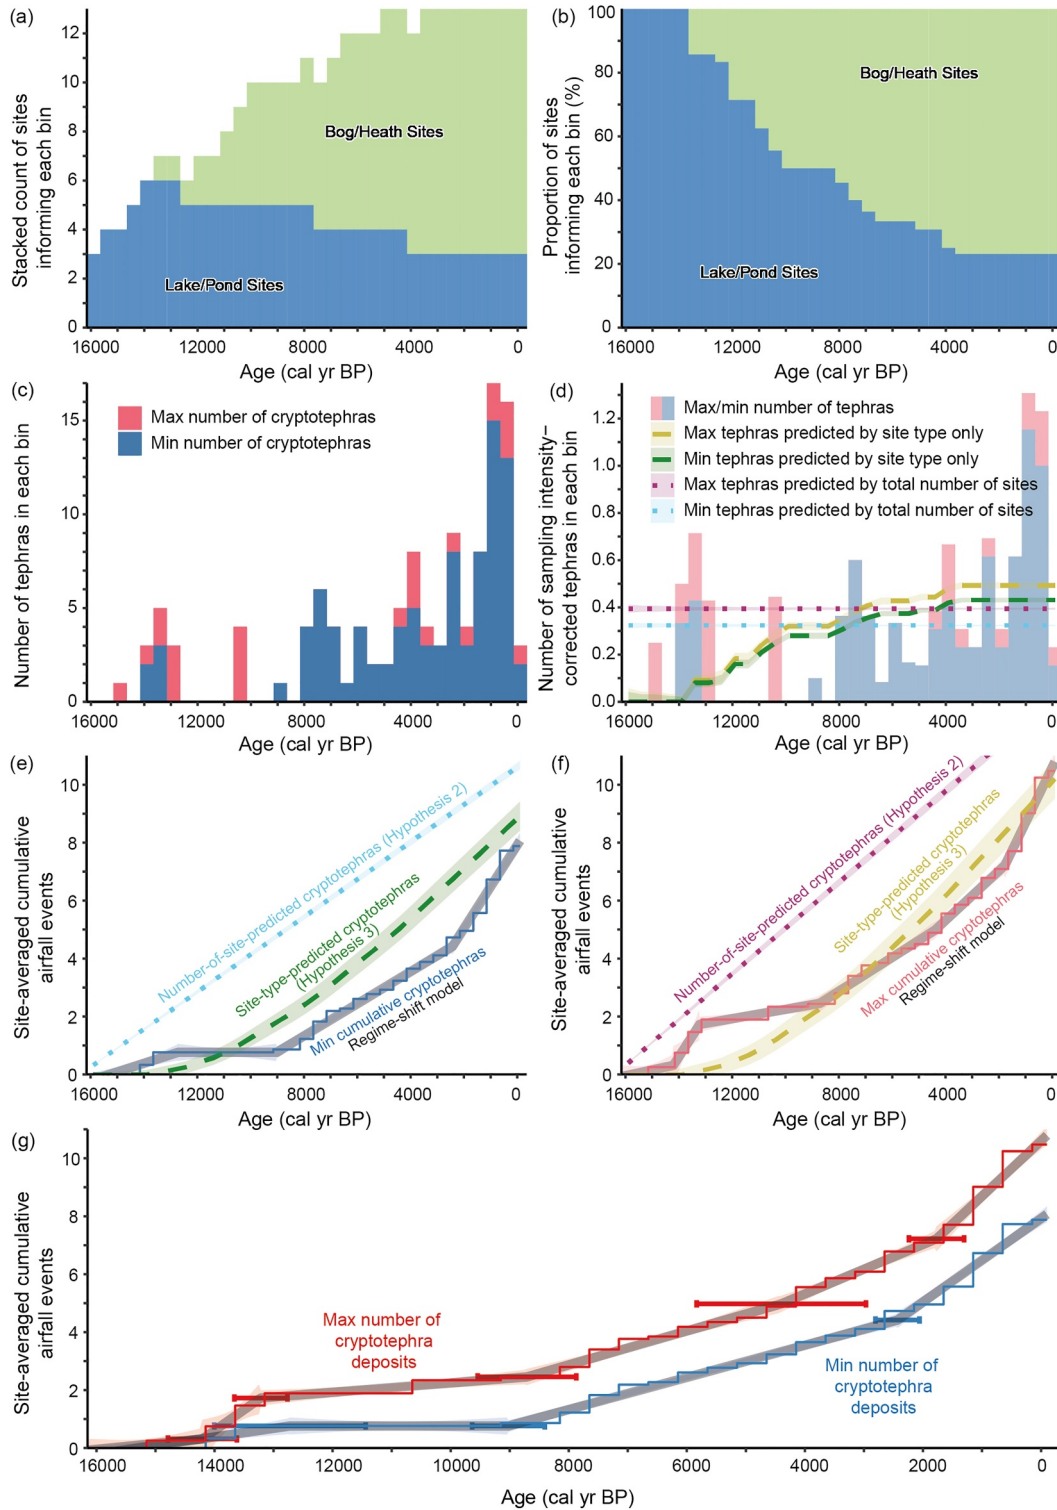 (a)
Stacked count of sites
informing each bin
12
10
8
6
4
2
0
Bog/Heath Sites
Lake/Pond Sites
16000 12000 8000 4000 0
Age (cal yr BP)
(b)
Proportion of sites
informing each bin (%)
100
80
60
40
20
0
Bog/Heath Sites
Lake/Pond Sites
16000 12000 8000 4000 0
Age (cal yr BP)
(c)
Number of tephras in each bin
15
10
5
0
Max number of cryptotephras
Min number of cryptotephras
16000 12000 8000 4000 0
Age (cal yr BP)
(d)
Number of sampling intensity–
corrected tephras in each bin
1.2
1.0
0.8
0.6
0.4
0.2
0.0
Max/min number of tephras
Max tephras predicted by site type only
Min tephras predicted by site type only
Max tephras predicted by total number of sites
Min tephras predicted by total number of sites
16000 12000 8000 4000 0
Age (cal yr BP)
(e)
Site-averaged cumulative
airfall events
10
8
6
4
2
0
Number-of-site-predicted cryptotephras (Hypothesis 2)
Site-type-predicted cryptotephras
(Hypothesis 3)
Min cumulative cryptotephras
Regime-shift model
16000 12000 8000 4000 0
Age (cal yr BP)
(f)
Site-averaged cumulative
airfall events
10
8
6
4
2
0
Number-of-site-predicted cryptotephras (Hypothesis 2)
Site-type-predicted cryptotephras
(Hypothesis 3)
Max cumulative cryptotephras
Regime-shift model
16000 12000 8000 4000 0
Age (cal yr BP)
(g)
Site-averaged cumulative
airfall events
10
8
6
4
2
0
Max number of
cryptotephra
deposits
Min number of
cryptotephra
deposits
16000 14000 12000 10000 8000 6000 4000 2000 0
Age (cal yr BP)